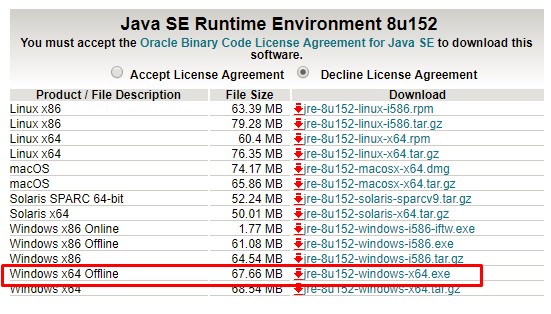 Java SE Runtime Environment 8u152
You must accept the Oracle Binary Code License Agreement for Java SE to download this
software.
Accept License Agreement Decline License Agreement
Product / File Description File Size Download
Linux x86 63.39 MB jre-8u152-linux-i586.rpm
Linux x86 79.28 MB jre-8u152-linux-i586.tar.gz
Linux x64 60.4 MB jre-8u152-linux-x64.rpm
Linux x64 76.35 MB jre-8u152-linux-x64.tar.gz
macOS 74.17 MB jre-8u152-macosx-x64.dmg
macOS 65.86 MB jre-8u152-macosx-x64.tar.gz
Solaris SPARC 64-bit 52.24 MB jre-8u152-solaris-sparcv9.tar.gz
Solaris x64 50.01 MB jre-8u152-solaris-x64.tar.gz
Windows x86 Online 1.77 MB jre-8u152-windows-i586-iftw.exe
Windows x86 Offline 61.08 MB jre-8u152-windows-i586.exe
Windows x86 64.54 MB jre-8u152-windows-i586.tar.gz
Windows x64 Offline 67.66 MB jre-8u152-windows-x64.exe
Windows x64 68.54 MB jre-8u152-windows-x64.tar.gz